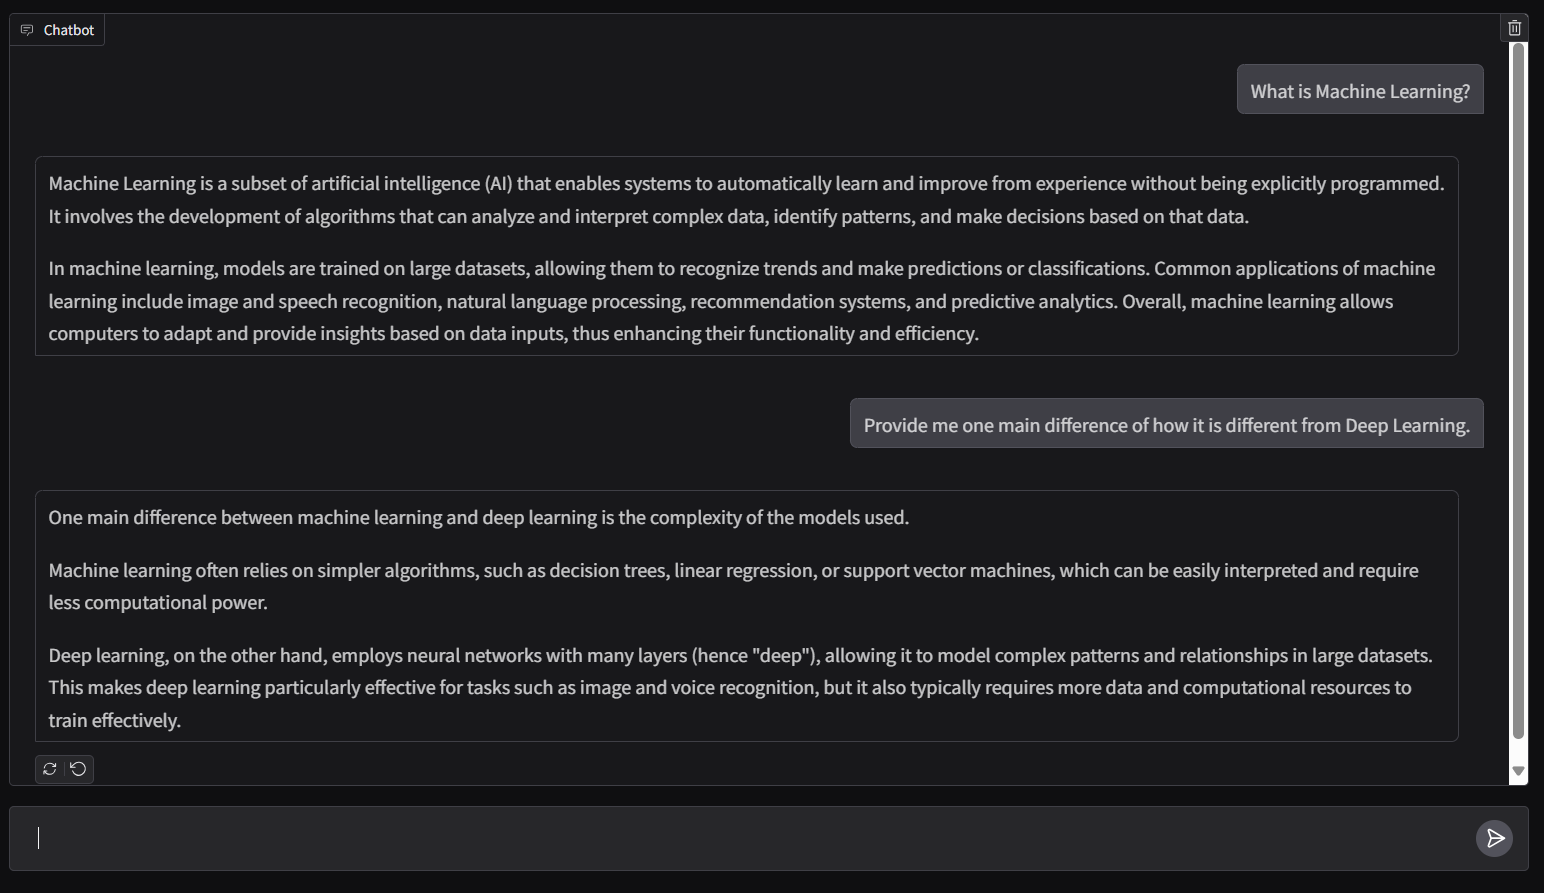 Chatbot
What is Machine Learning?
Machine Learning is a subset of artificial intelligence (AI) that enables systems to automatically learn and improve from experience without being explicitly programmed.
It involves the development of algorithms that can analyze and interpret complex data, identify patterns, and make decisions based on that data.
In machine learning, models are trained on large datasets, allowing them to recognize trends and make predictions or classifications. Common applications of machine
learning include image and speech recognition, natural language processing, recommendation systems, and predictive analytics. Overall, machine learning allows
computers to adapt and provide insights based on data inputs, thus enhancing their functionality and efficiency.
Provide me one main difference of how it is different from Deep Learning.
One main difference between machine learning and deep learning is the complexity of the models used.
Machine learning often relies on simpler algorithms, such as decision trees, linear regression, or support vector machines, which can be easily interpreted and require
less computational power.
Deep learning, on the other hand, employs neural networks with many layers (hence "deep"), allowing it to model complex patterns and relationships in large datasets.
This makes deep learning particularly effective for tasks such as image and voice recognition, but it also typically requires more data and computational resources to
train effectively.